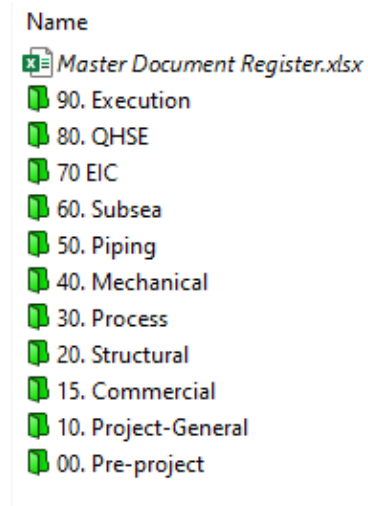 Name
Master Document Register.xlsx
90. Execution
80. QHSE
70 EIC
60. Subsea
50. Piping
40. Mechanical
30. Process
20. Structural
15. Commercial
10. Project-General
00. Pre-project